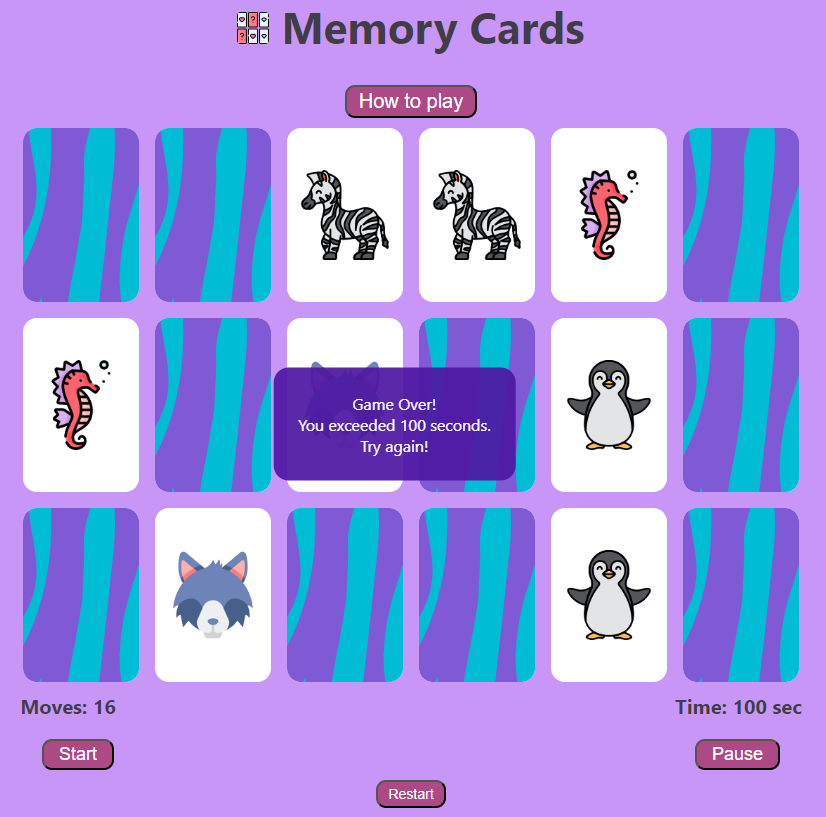 Memory Cards
How to play
Game Over!
You exceeded 100 seconds.
Try again!
Moves: 16
Time: 100 sec
Start
Pause
Restart